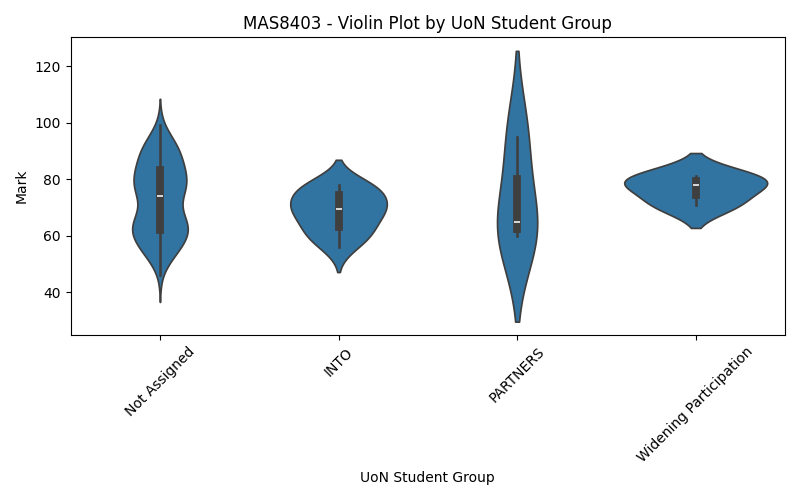 MAS8403 - Violin Plot by UoN Student Group
120
100
80
60
40
Mark
Not Assigned
INTO
PARTNERS
Widening Participation
UoN Student Group